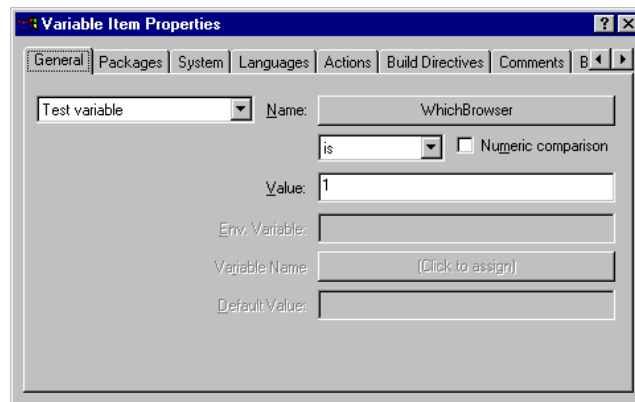 Variable Item Properties
General Packages System Languages Actions Build Directives Comments B
Test variable Name: WhichBrowser
is Numeric comparison
Value: 1
Env. Variable:
Variable Name (Click to assign)
Default Value: